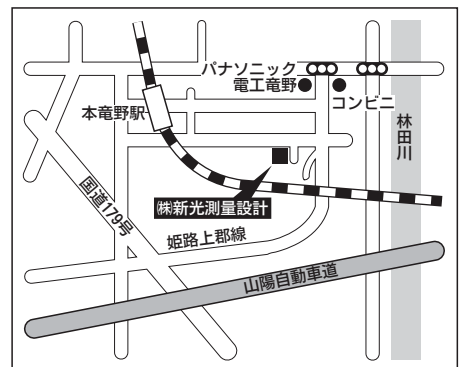 パナソニック
電工竜野
コンビニ
本竜野駅
林田川
㈱新光測量設計
国道179号
姫路上郡線
山陽自動車道